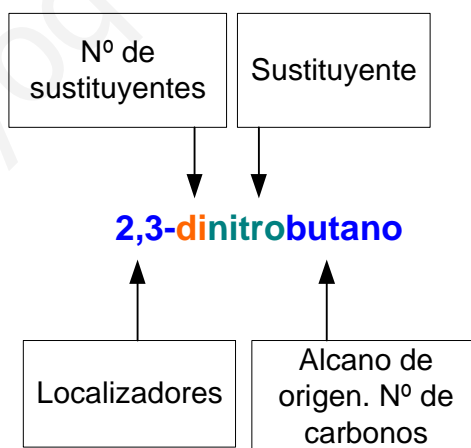 Nº de
sustituyentes
Sustituyente
2,3-dinitrobutano
Localizadores
Alcano de
origen. Nº de
carbonos